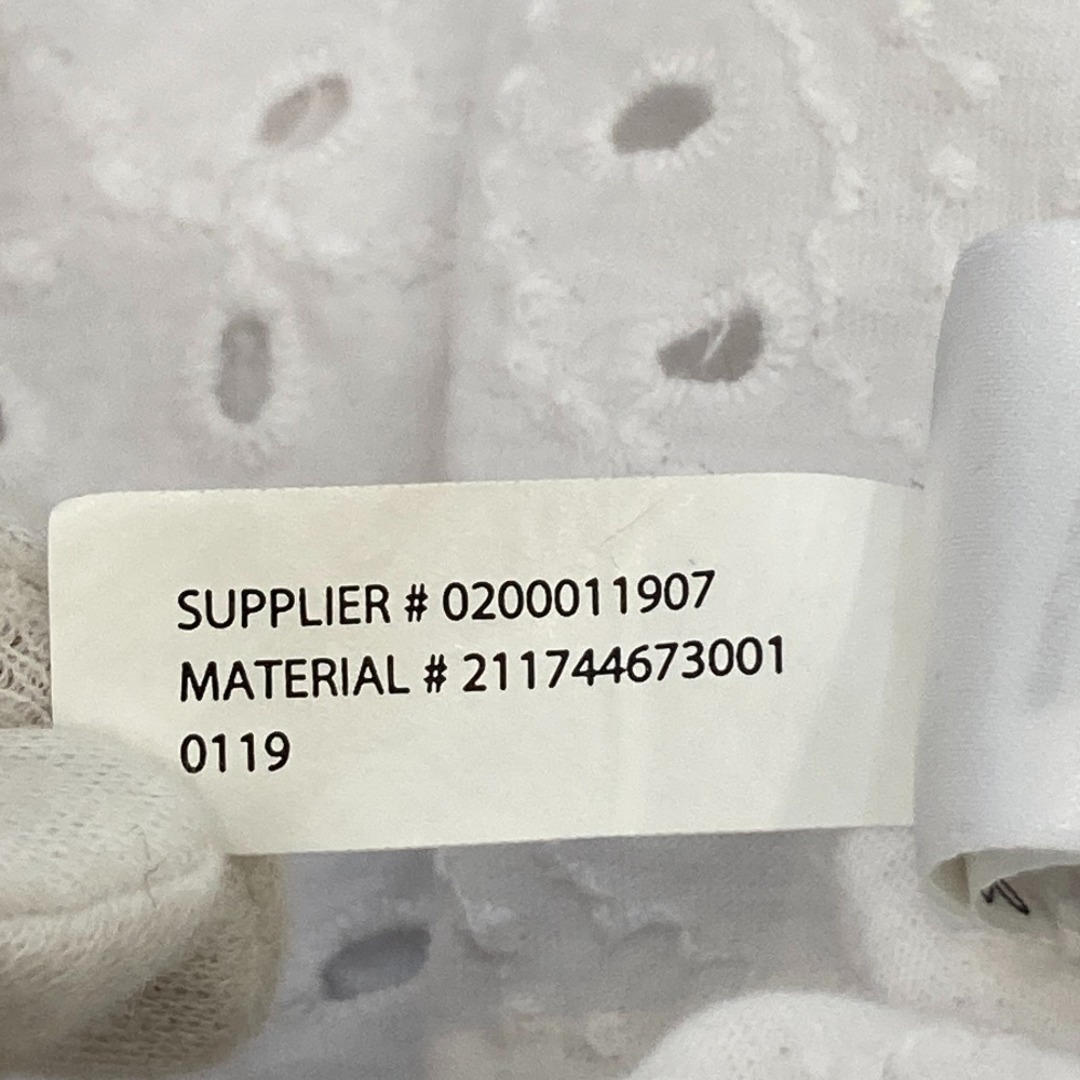 SUPPLIER # 0200011907
MATERIAL # 211744673001
0119